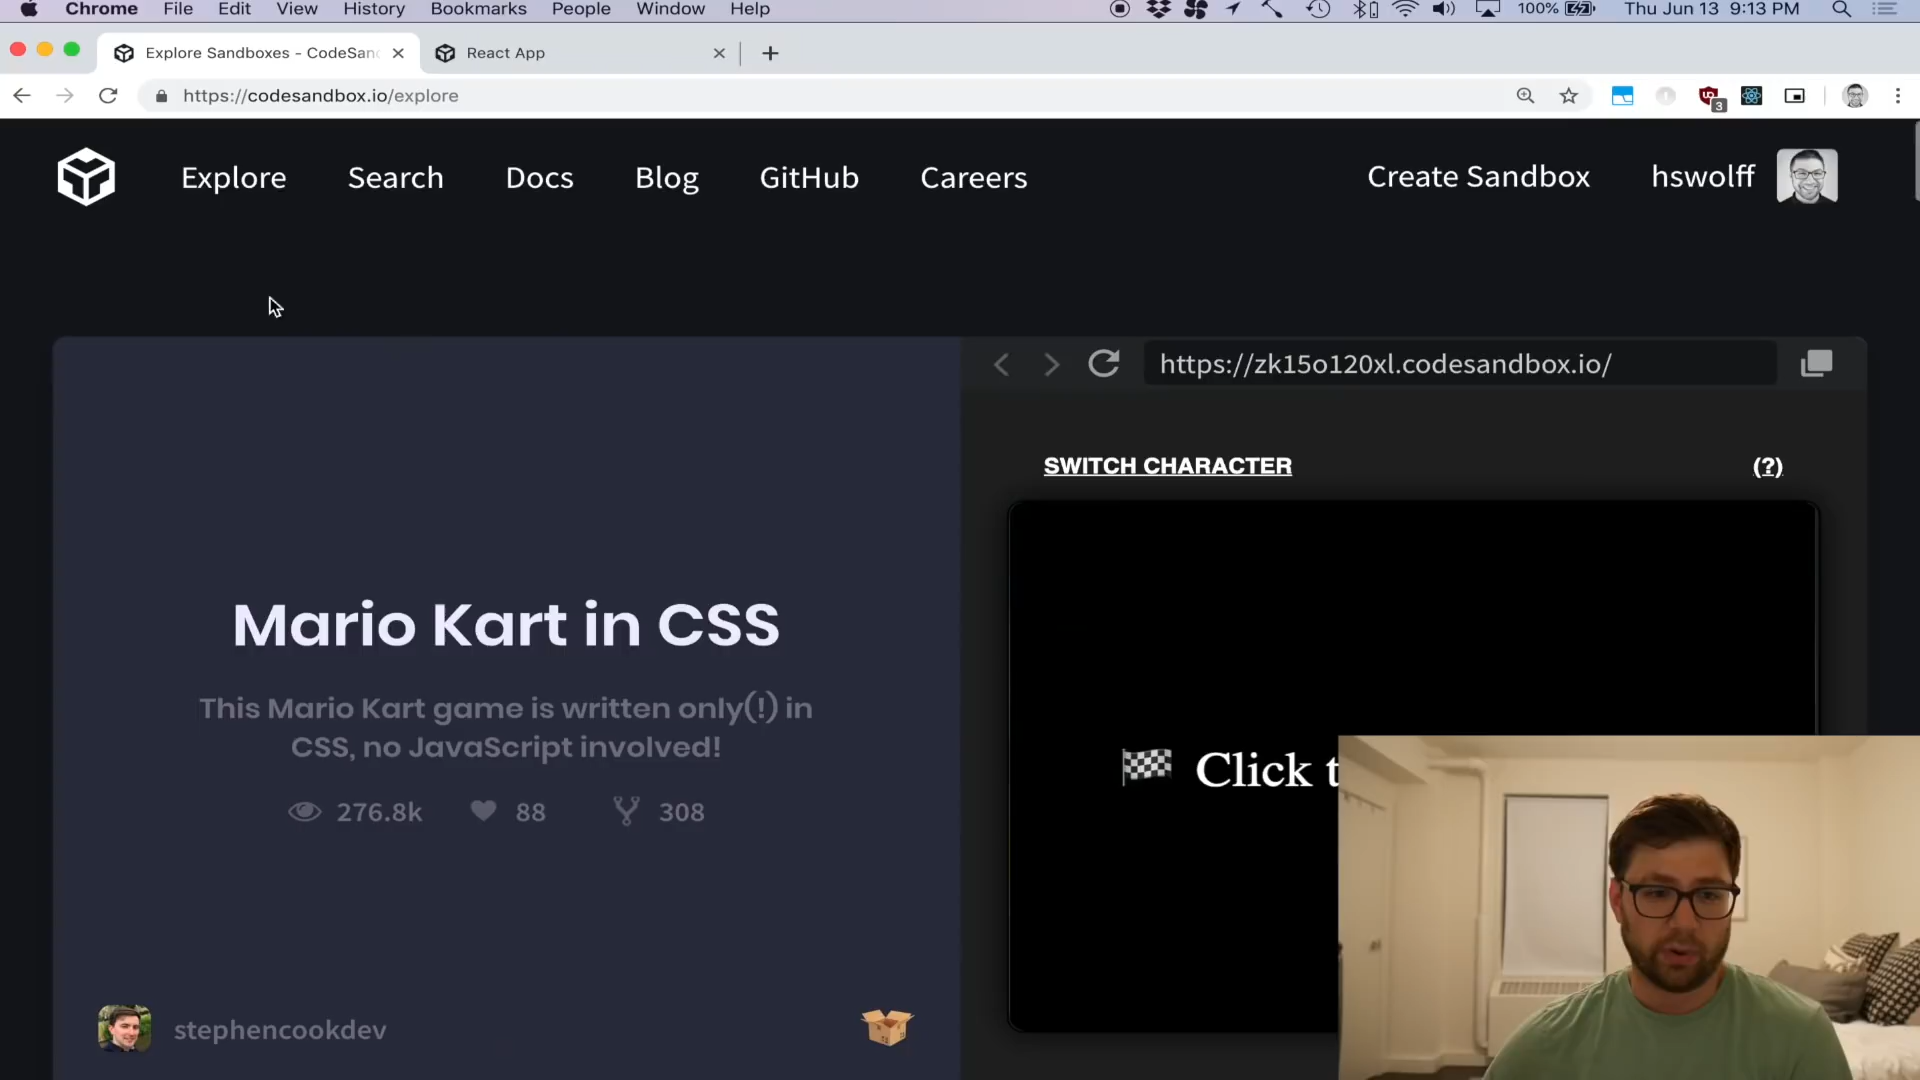 Chrome File Edit View History Bookmarks People Window Help 100% Thu Jun 13 9:13 PM
Explore Sandboxes - CodeSan React App
https://codesandbox.io/explore 3
Explore Search Docs Blog GitHub Careers Create Sandbox hswolff
https://zk15o120xl.codesandbox.io/
SWITCH CHARACTER (?)
Mario Kart in CSS
This Mario Kart game is written only(!) in
CSS, no JavaScript involved!
Click t
276.8k 88 308
stephencookdev